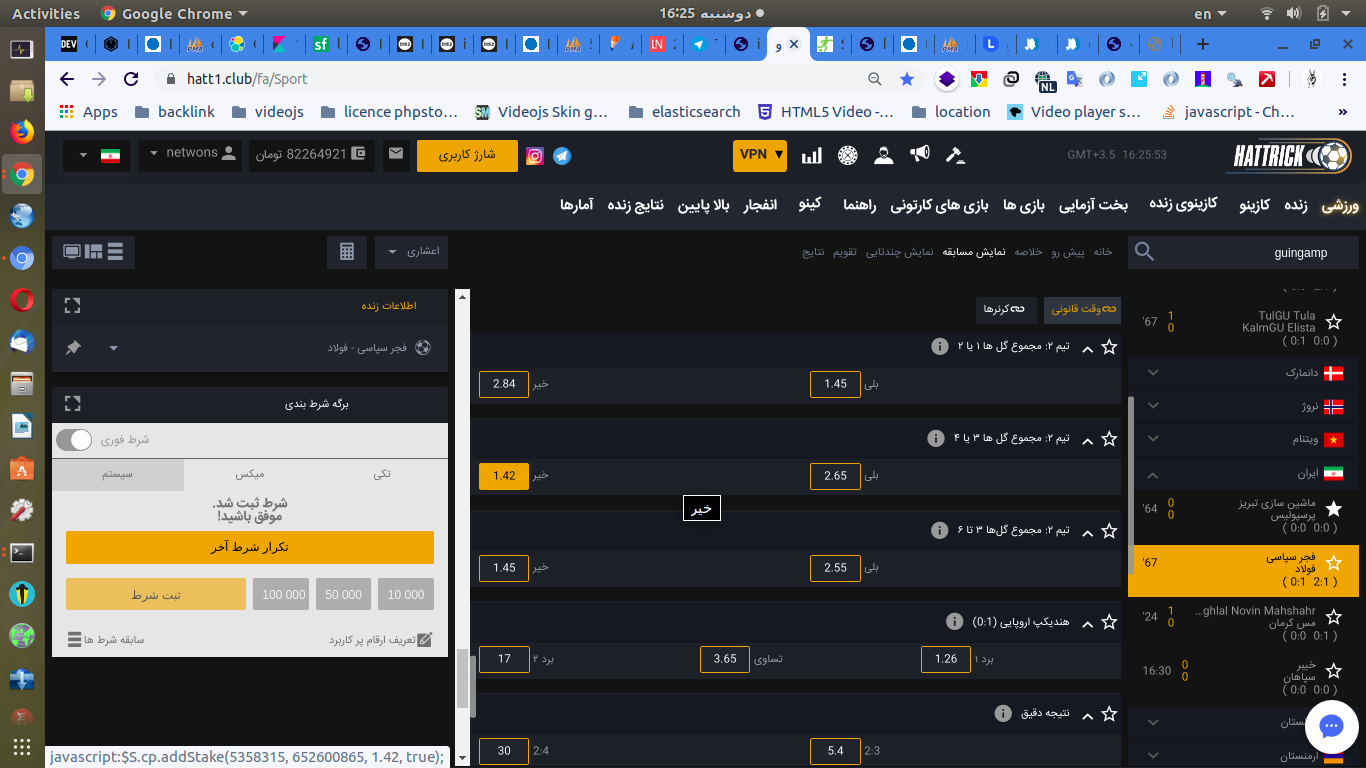 Activities
Google Chrome
دوشنبه 16:25
en
hatt1.club/fa/Sport
Apps
backlink
videojs
licence phpsto…
Videojs Skin g…
elasticsearch
HTML5 Video -…
location
Video player s…
javascript - Ch…
»
netwons
82264921 تومان
شارژ کاربری
VPN
GMT+3.5 16:25:53
HATTRICK
ورزشی
زنده
کازینو
کازینوی زنده
بخت آزمایی
بازی ها
بازی های کارتونی
راهنما
کینو
انفجار
بالا پایین
نتایج زنده
آمارها
guingamp
خانه
پیش رو
خلاصه
نمایش مسابقه
نمایش چندتایی
تقویم
نتایج
اعشاری
TulGU Tula
KalmGU Elista
1
0
'67
( 0:1 0:0 )
دانمارک
نروژ
ویتنام
ایران
ماشین سازی تبریز
پرسپولیس
0
0
'64
( 0:0 0:0 )
فجر سپاسی
فولاد
'67
( 0:1 2:1 )
ghlal Novin Mahshahr…
مس کرمان
1
0
'24
( 0:0 0:1 )
خیبر
سپاهان
0
0
16:30
( 0:0 0:0 )
ارمنستان
وقت قانونی
کرنرها
تیم ۲: مجموع گل ها ۱ یا ۲
بلی
1.45
خیر
2.84
تیم ۲: مجموع گل ها ۳ یا ۴
بلی
2.65
خیر
1.42
خیر
تیم ۲: مجموع گل‌ها ۳ تا ۶
بلی
2.55
خیر
1.45
هندیکپ اروپایی (0:1)
برد ۱
1.26
تساوی
3.65
برد ۲
17
نتیجه دقیق
2:3
5.4
2:4
30
اطلاعات زنده
فجر سپاسی - فولاد
برگه شرط بندی
شرط فوری
تکی
میکس
سیستم
شرط ثبت شد.
موفق باشید!
تکرار شرط آخر
10 000
50 000
100 000
ثبت شرط
تعریف ارقام پر کاربرد
سابقه شرط ها
javascript:$S.cp.addStake(5358315, 652600865, 1.42, true);